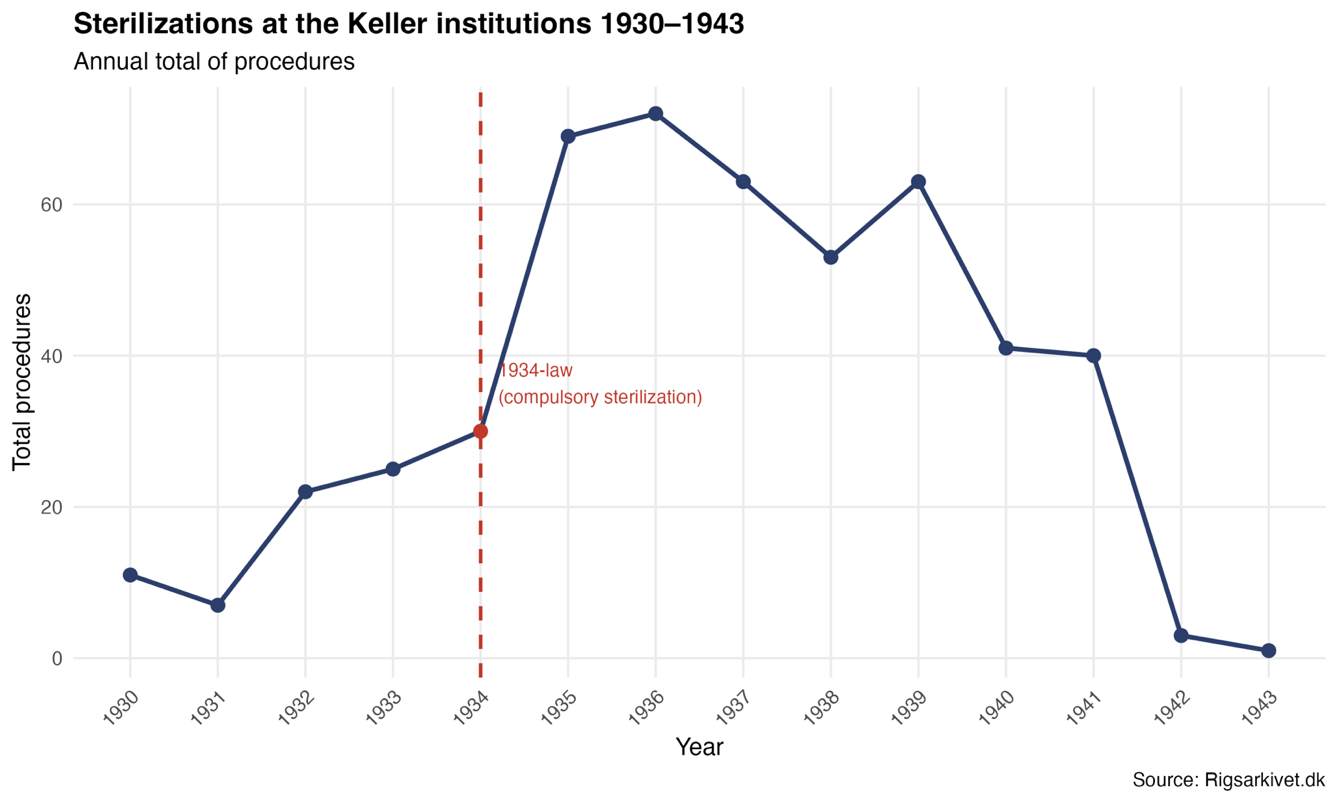 Sterilizations at the Keller institutions 1930–1943
Annual total of procedures
Total procedures
60
40
20
0
1934-law
(compulsory sterilization)
1930
1931
1932
1933
1934
1935
1936
1937
1938
1939
1940
1941
1942
1943
Year
Source: Rigsarkivet.dk